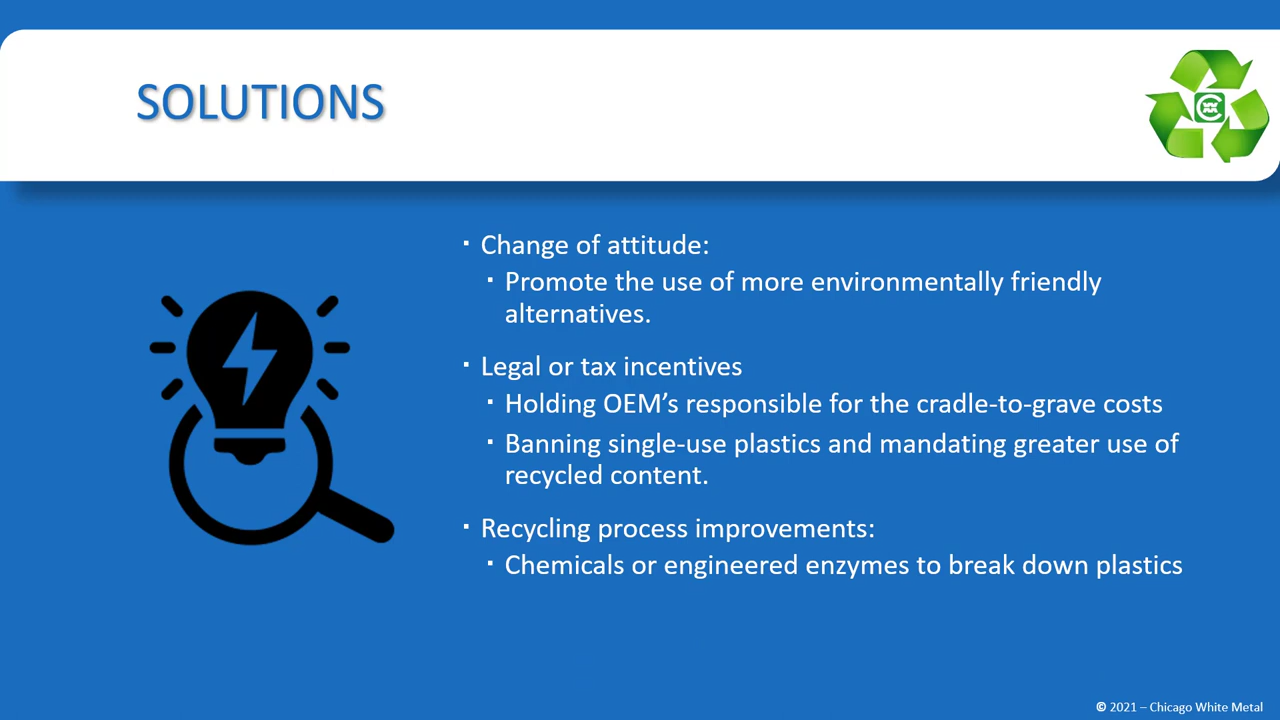 SOLUTIONS
▪ Change of attitude:
▪ Promote the use of more environmentally friendly
alternatives.
▪ Legal or tax incentives
▪ Holding OEM’s responsible for the cradle-to-grave costs
▪ Banning single-use plastics and mandating greater use of
recycled content.
▪ Recycling process improvements:
▪ Chemicals or engineered enzymes to break down plastics
© 2021 – Chicago White Metal